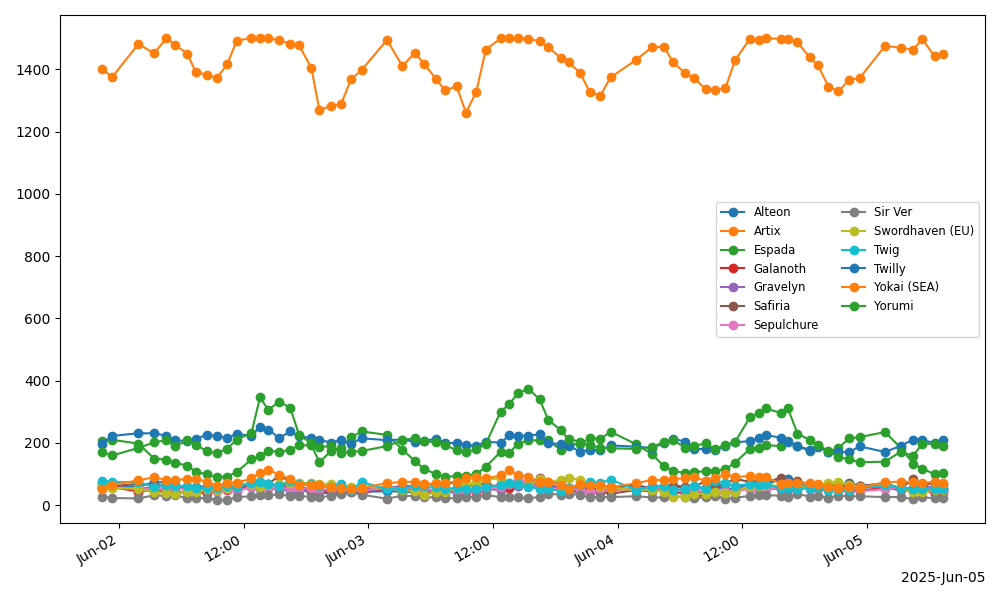 1400
1200
1000
800
600
400
200
0
Alteon
Artix
Espada
Galanoth
Gravelyn
Safiria
Sepulchure
Sir Ver
Swordhaven (EU)
Twig
Twilly
Yokai (SEA)
Yorumi
Jun-02
12:00
Jun-03
12:00
Jun-04
12:00
Jun-05
2025-Jun-05